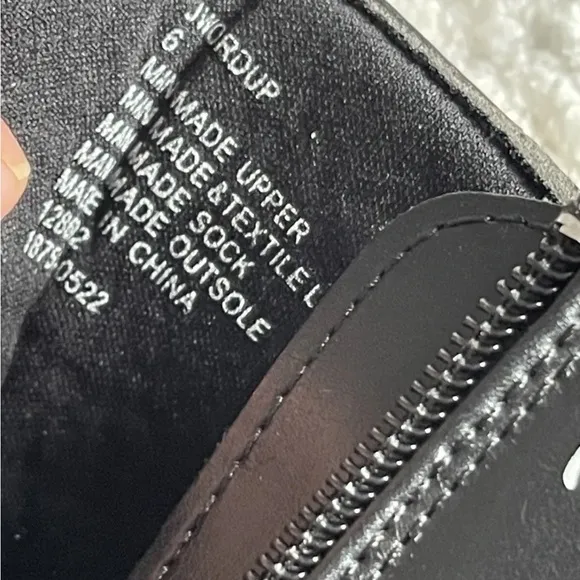 JWORDUP
6
MAN MADE UPPER
MAN MADE&TEXTILE L
MAN MADE SOCK
MAN MADE OUTSOLE
MADE IN CHINA
12802
0522